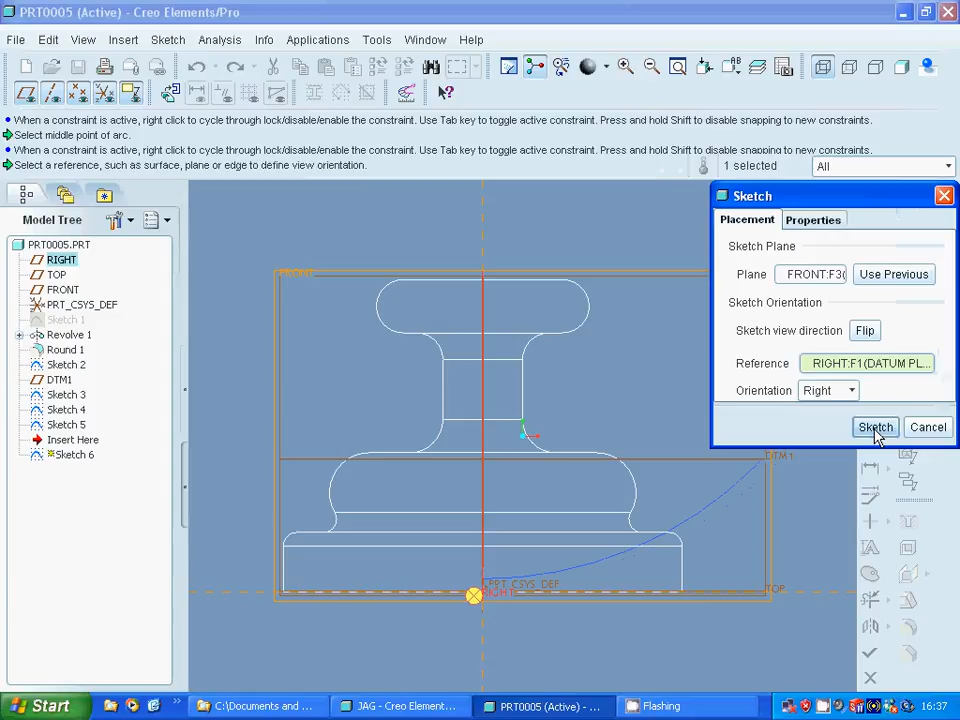 PRT0005 (Active) - Creo Elements/Pro
File Edit View Insert Sketch Analysis Info Applications Tools Window Help
When a constraint is active, right click to cycle through lock/disable/enable the constraint. Use Tab key to toggle active constraint. Press and hold Shift to disable snapping to new constraints.
Select middle point of arc.
When a constraint is active, right click to cycle through lock/disable/enable the constraint. Use Tab key to toggle active constraint. Press and hold Shift to disable snapping to new constraints.
Select a reference, such as surface, plane or edge to define view orientation.
1 selected
All
Model Tree
PRT0005.PRT
RIGHT
TOP
FRONT
PRT_CSYS_DEF
Sketch 1
Revolve 1
Round 1
Sketch 2
DTM1
Sketch 3
Sketch 4
Sketch 5
Insert Here
Sketch 6
FRONT
DTM1
PRT_CSYS_DEF
RIGHT
TOP
Sketch
Placement Properties
Sketch Plane
Plane FRONT:F3( Use Previous
Sketch Orientation
Sketch view direction Flip
Reference RIGHT:F1(DATUM PL...
Orientation Right
Sketch Cancel
Start
C:\Documents and ...
JAG - Creo Element...
PRT0005 (Active) - ...
Flashing
16:37